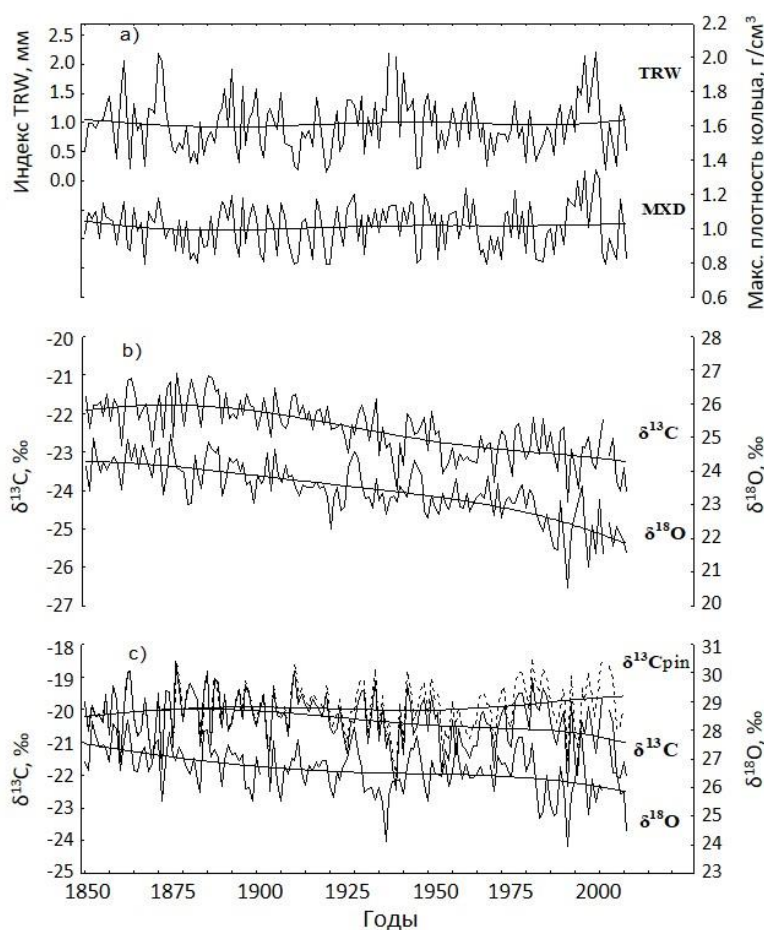 a)
Индекс TRW, мм
2.5
2.0
1.5
1.0
0.5
0.0
TRW
MXD
2.2
2.0
1.8
1.6
1.4
1.2
1.0
0.8
0.6
Макс. плотность кольца, г/см³
b)
δ¹³C, ‰
-20
-21
-22
-23
-24
-25
-26
-27
δ¹³C
δ¹⁸O
28
27
26
25
24
23
22
21
20
δ¹⁸O, ‰
c)
δ¹³C, ‰
-18
-19
-20
-21
-22
-23
-24
-25
δ¹³Cpin
δ¹³C
δ¹⁸O
31
30
29
28
27
26
25
24
23
δ¹⁸O, ‰
1850 1875 1900 1925 1950 1975 2000
Годы